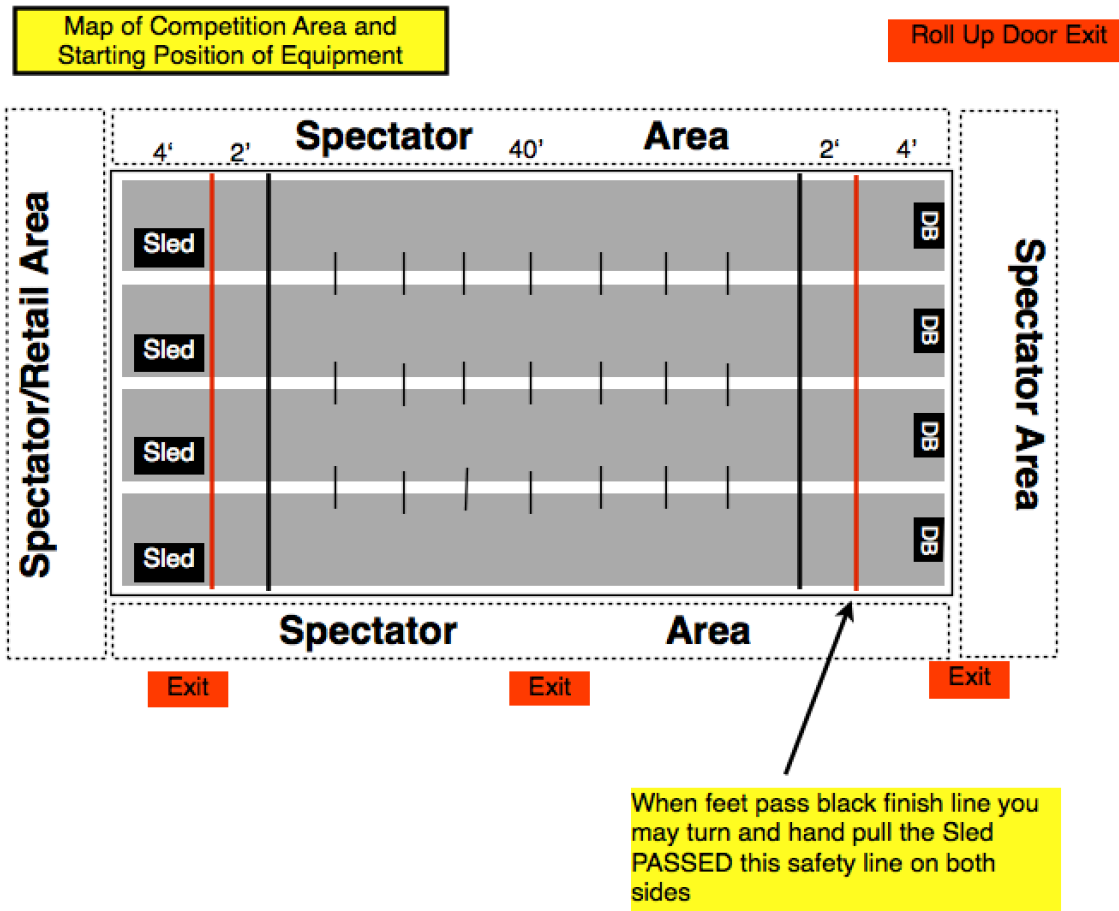 Map of Competition Area and
Starting Position of Equipment
Roll Up Door Exit
Spectator Area
4‘ 2’ 40’ 2‘ 4’
Spectator/Retail Area
Sled DB
Sled DB
Sled DB
Sled DB
Spectator Area
Spectator Area
Exit Exit Exit
When feet pass black finish line you
may turn and hand pull the Sled
PASSED this safety line on both
sides